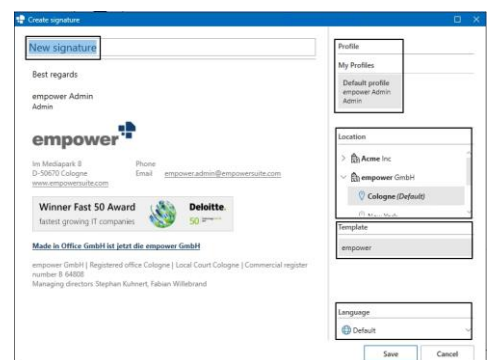 Create signature
New signature
Best regards
empower Admin
Admin
empower
Im Mediapark 8 Phone
D-50670 Cologne Email empower.admin@empowersuite.com
www.empowersuite.com
Winner Fast 50 Award
fastest growing IT companies
Deloitte.
50
Made in Office GmbH ist jetzt die empower GmbH
empower GmbH | Registered office Cologne | Local Court Cologne | Commercial register
number B 64808
Managing directors Stephan Kuhnert, Fabian Willebrand
Profile
My Profiles
Default profile
empower Admin
Admin
Location
Acme Inc
empower GmbH
Cologne (Default)
Template
empower
Language
Default
Save Cancel